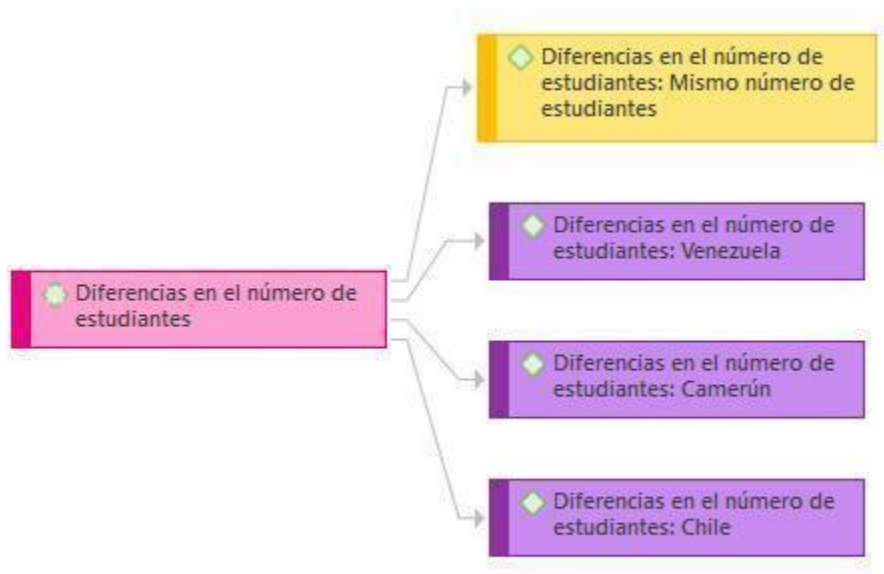 Diferencias en el número de
estudiantes: Mismo número de
estudiantes
Diferencias en el número de
estudiantes: Venezuela
Diferencias en el número de
estudiantes
Diferencias en el número de
estudiantes: Camerún
Diferencias en el número de
estudiantes: Chile